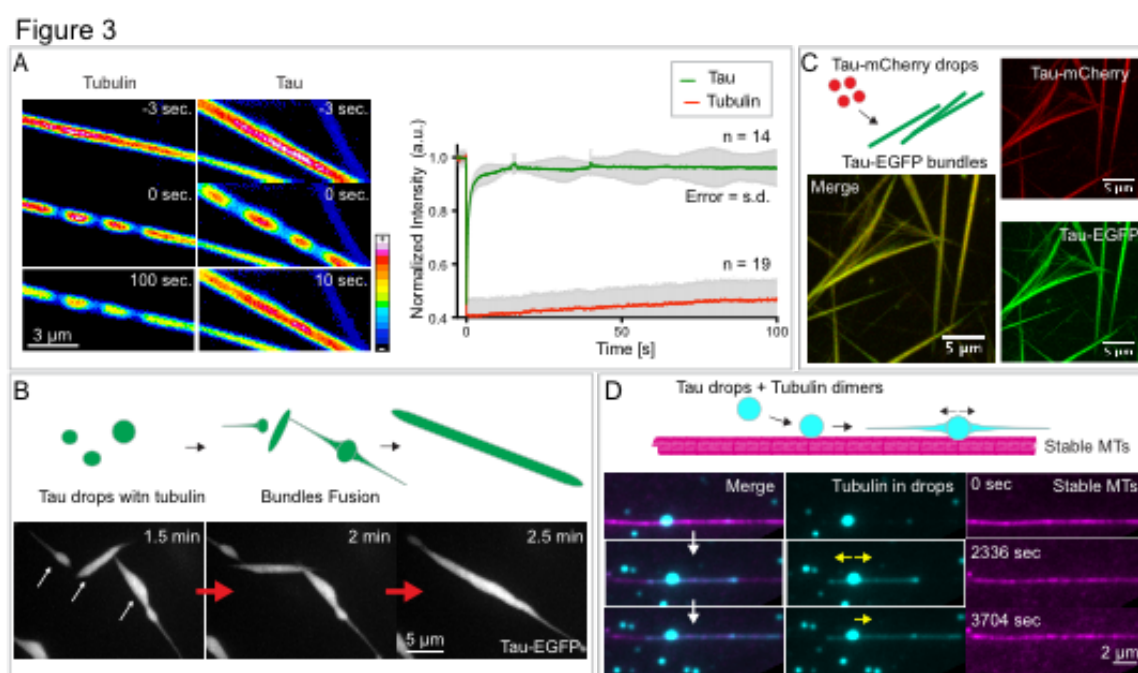 Figure 3
A
Tubulin
Tau
-3 sec.
-3 sec.
0 sec.
0 sec.
100 sec.
10 sec.
3 µm
+
Normalized Intensity (a.u.)
1.0
0.8
0.6
0.4
0
50
100
Time [s]
Tau
Tubulin
n = 14
Error = s.d.
n = 19
C
Tau-mCherry drops
Tau-EGFP bundles
Merge
5 µm
Tau-mCherry
5 µm
Tau-EGFP
5 µm
B
Tau drops witn tubulin
Bundles Fusion
1.5 min
2 min
2.5 min
5 µm
Tau-EGFP
D
Tau drops + Tubulin dimers
Stable MTs
Merge
Tubulin in drops
0 sec
Stable MTs
2336 sec
3704 sec
2 µm